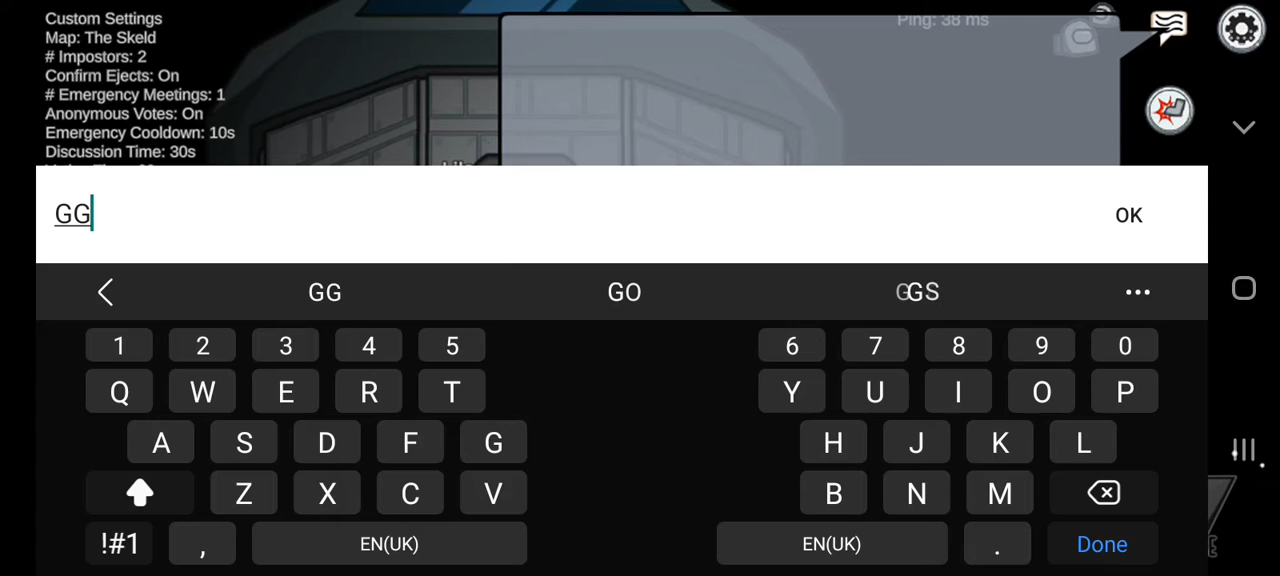 Custom Settings
Map: The Skeld
# Impostors: 2
Confirm Ejects: On
# Emergency Meetings: 1
Anonymous Votes: On
Emergency Cooldown: 10s
Discussion Time: 30s
Ping: 38 ms
GG
OK
GG GO GGS
1 2 3 4 5 6 7 8 9 0
Q W E R T Y U I O P
A S D F G H J K L
Z X C V B N M
!#1 , EN(UK) EN(UK) . Done